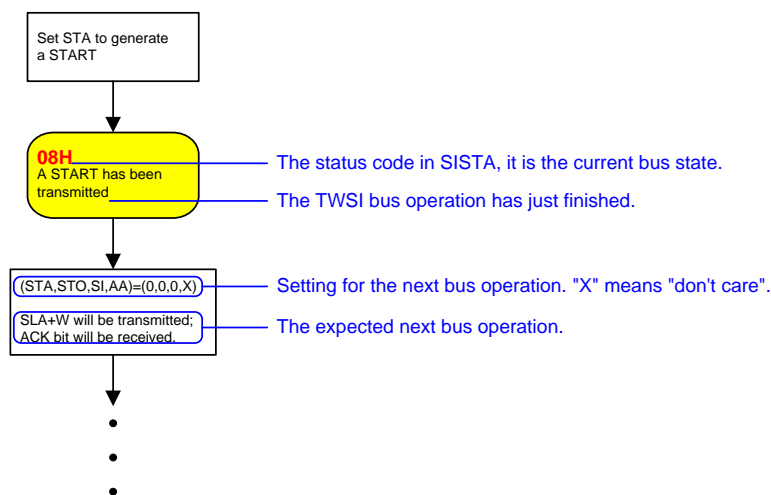 Set STA to generate
a START
08H
A START has been
transmitted
The status code in SISTA, it is the current bus state.
The TWSI bus operation has just finished.
(STA,STO,SI,AA)=(0,0,0,X)
Setting for the next bus operation. "X" means "don't care".
SLA+W will be transmitted;
ACK bit will be received.
The expected next bus operation.